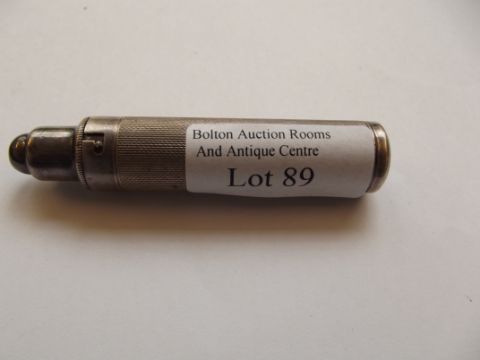 Bolton Auction Rooms
And Antique Centre
Lot 89